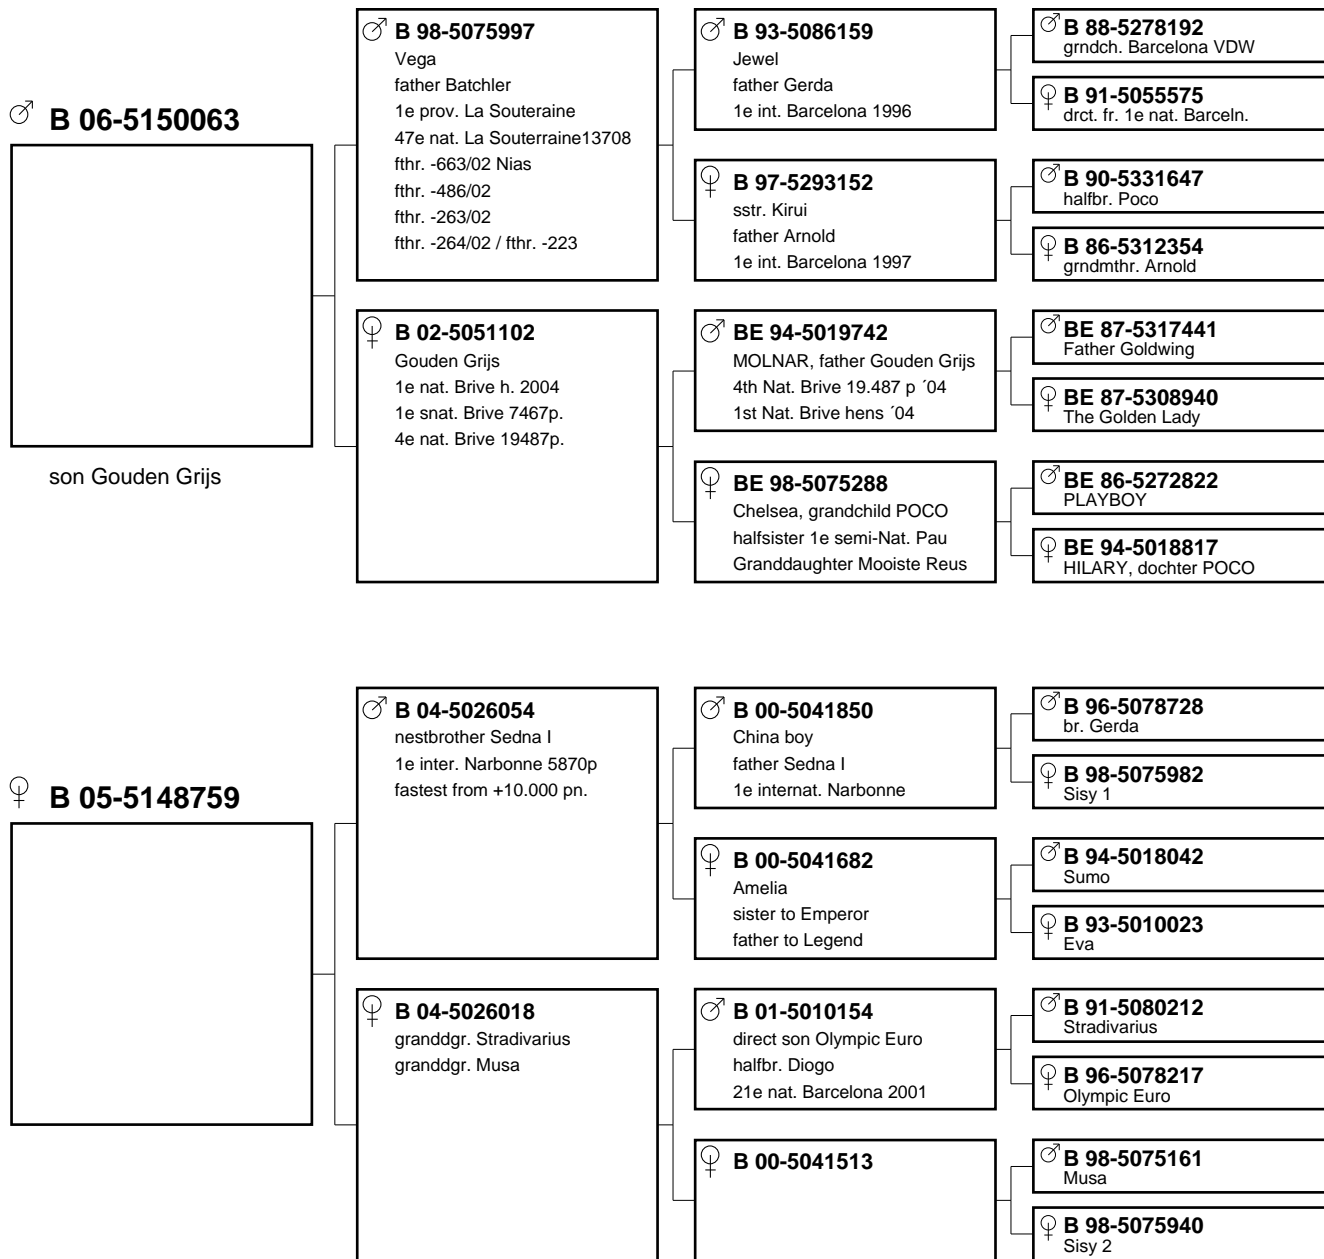 B 06-5150063
son Gouden Grijs
B 98-5075997
Vega
father Batchler
1e prov. La Souteraine
47e nat. La Souterraine13708
fthr. -663/02 Nias
fthr. -486/02
fthr. -263/02
fthr. -264/02 / fthr. -223
B 02-5051102
Gouden Grijs
1e nat. Brive h. 2004
1e snat. Brive 7467p.
4e nat. Brive 19487p.
B 93-5086159
Jewel
father Gerda
1e int. Barcelona 1996
B 97-5293152
sstr. Kirui
father Arnold
1e int. Barcelona 1997
BE 94-5019742
MOLNAR, father Gouden Grijs
4th Nat. Brive 19.487 p ´04
1st Nat. Brive hens ´04
BE 98-5075288
Chelsea, grandchild POCO
halfsister 1e semi-Nat. Pau
Granddaughter Mooiste Reus
B 88-5278192
grndch. Barcelona VDW
B 91-5055575
drct. fr. 1e nat. Barceln.
B 90-5331647
halfbr. Poco
B 86-5312354
grndmthr. Arnold
BE 87-5317441
Father Goldwing
BE 87-5308940
The Golden Lady
BE 86-5272822
PLAYBOY
BE 94-5018817
HILARY, dochter POCO
B 05-5148759
B 04-5026054
nestbrother Sedna I
1e inter. Narbonne 5870p
fastest from +10.000 pn.
B 04-5026018
granddgr. Stradivarius
granddgr. Musa
B 00-5041850
China boy
father Sedna I
1e internat. Narbonne
B 00-5041682
Amelia
sister to Emperor
father to Legend
B 01-5010154
direct son Olympic Euro
halfbr. Diogo
21e nat. Barcelona 2001
B 00-5041513
B 96-5078728
br. Gerda
B 98-5075982
Sisy 1
B 94-5018042
Sumo
B 93-5010023
Eva
B 91-5080212
Stradivarius
B 96-5078217
Olympic Euro
B 98-5075161
Musa
B 98-5075940
Sisy 2